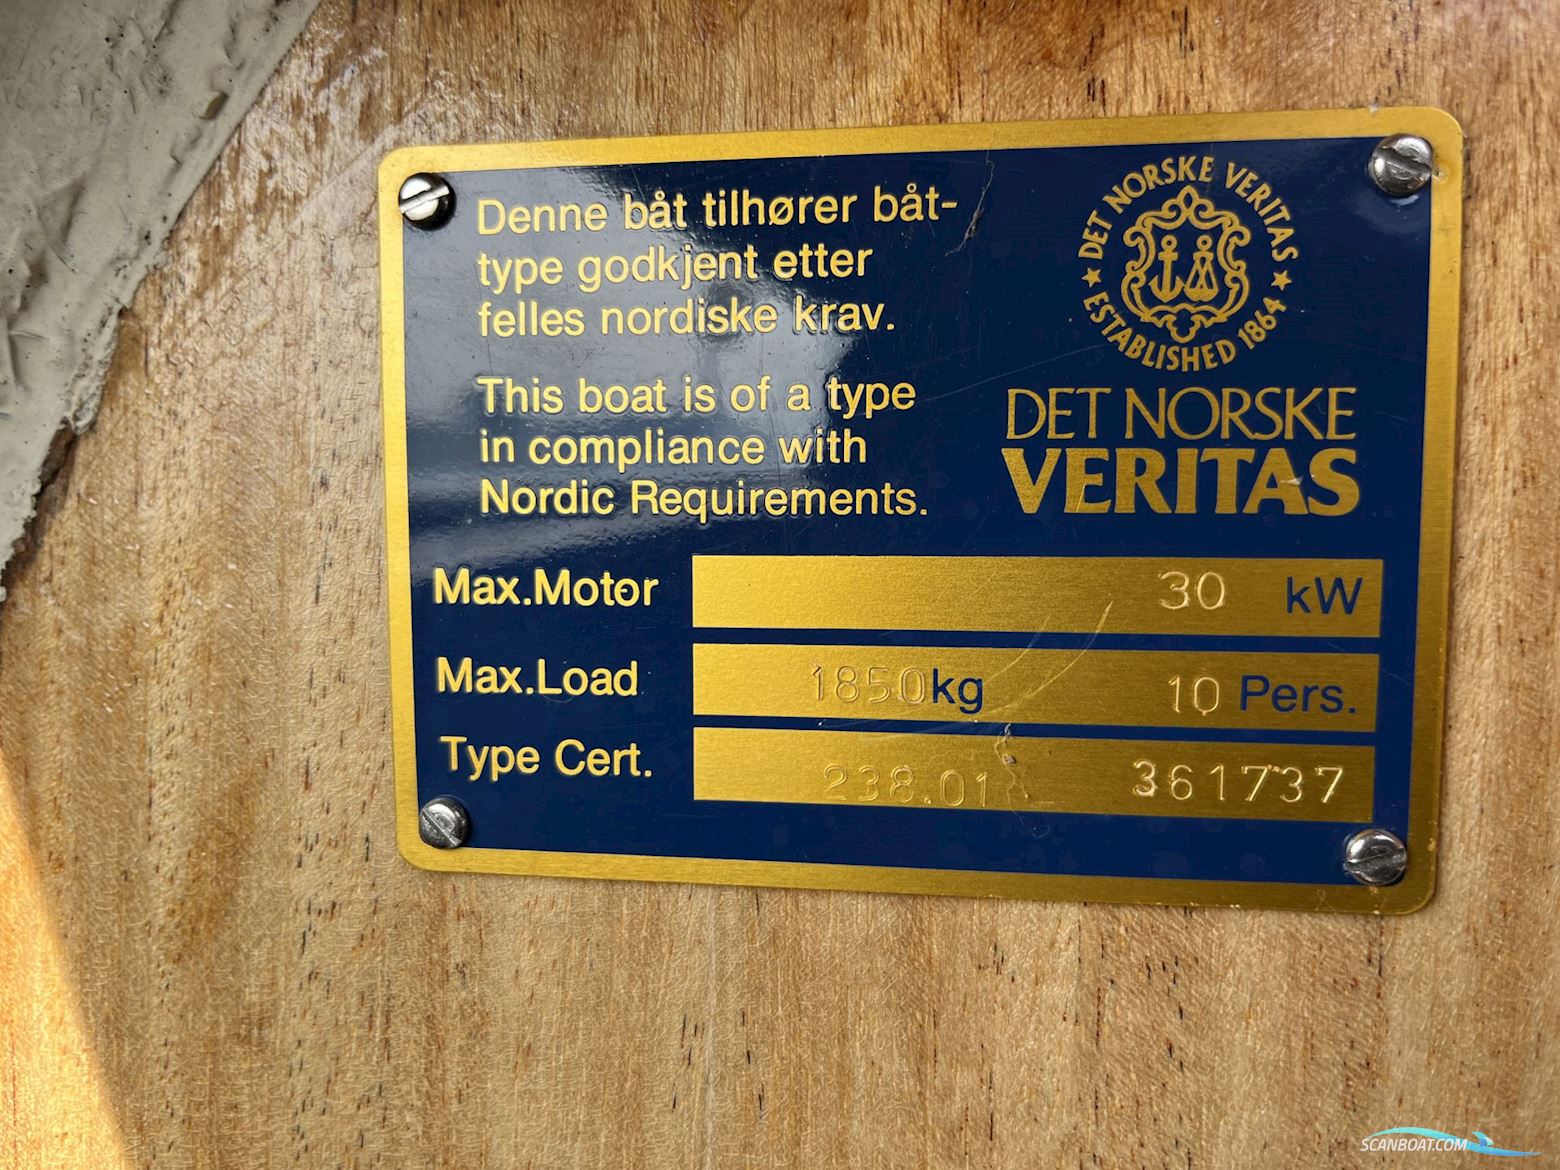 Denne båt tilhører båt-
type godkjent etter
felles nordiske krav.
This boat is of a type
in compliance with
Nordic Requirements.
★ DET NORSKE VERITAS ★
ESTABLISHED 1864
DET NORSKE
VERITAS
Max.Motor 30 kW
Max.Load 1850kg 10 Pers.
Type Cert. 238.01 361737
SCANBOAT.COM